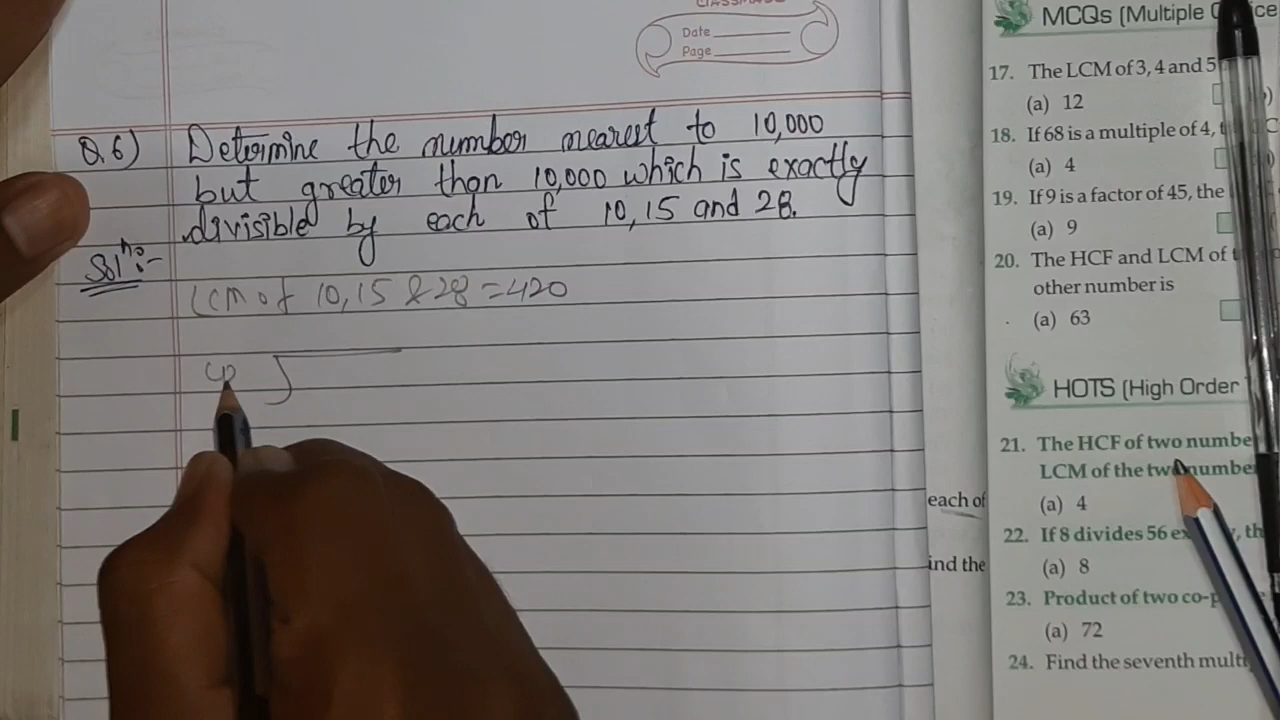 Date
Page
Q.6) Determine the number nearest to 10,000
but greater than 10,000 which is exactly
divisible by each of 10, 15 and 28.
Solⁿ:-
LCM of 10, 15 & 28 = 420
each of
ind the
MCQs (Multiple
17. The LCM of 3, 4 and 5
(a) 12
18. If 68 is a multiple of 4,
(a) 4
19. If 9 is a factor of 45, the
(a) 9
20. The HCF and LCM of
other number is
(a) 63
HOTS (High Order
21. The HCF of two numbe
LCM of the two numbe
(a) 4
22. If 8 divides 56 ex
(a) 8
23. Product of two co-p
(a) 72
24. Find the seventh mult